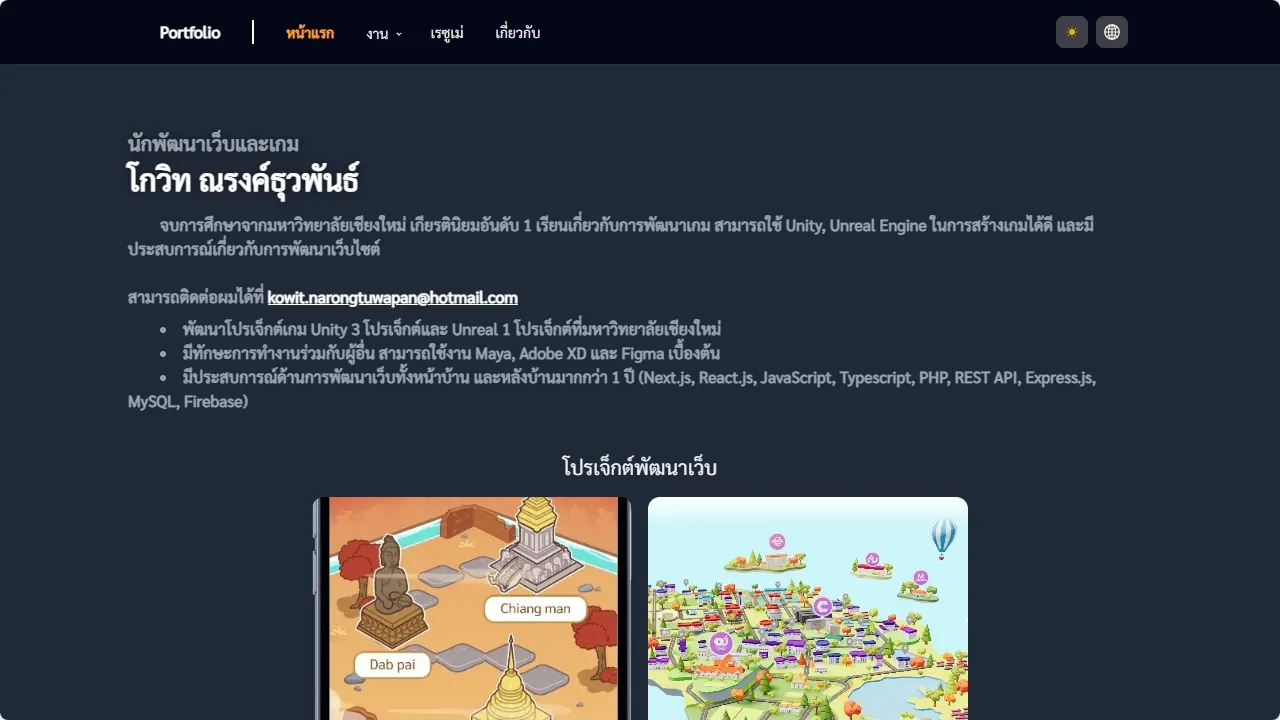 Portfolio
หน้าแรก
งาน
เรซูเม่
เกี่ยวกับ
นักพัฒนาเว็บและเกม
โกวิท ณรงค์ธุวพันธ์
จบการศึกษาจากมหาวิทยาลัยเชียงใหม่ เกียรตินิยมอันดับ 1 เรียนเกี่ยวกับการพัฒนาเกม สามารถใช้ Unity, Unreal Engine ในการสร้างเกมได้ดี และมี
ประสบการณ์เกี่ยวกับการพัฒนาเว็บไซต์
สามารถติดต่อผมได้ที่ kowit.narongtuwapan@hotmail.com
• พัฒนาโปรเจ็กต์เกม Unity 3 โปรเจ็กต์และ Unreal 1 โปรเจ็กต์ที่มหาวิทยาลัยเชียงใหม่
• มีทักษะการทำงานร่วมกับผู้อื่น สามารถใช้งาน Maya, Adobe XD และ Figma เบื้องต้น
• มีประสบการณ์ด้านการพัฒนาเว็บทั้งหน้าบ้าน และหลังบ้านมากกว่า 1 ปี (Next.js, React.js, JavaScript, Typescript, PHP, REST API, Express.js,
MySQL, Firebase)
โปรเจ็กต์พัฒนาเว็บ
Chiang man
Dab pai